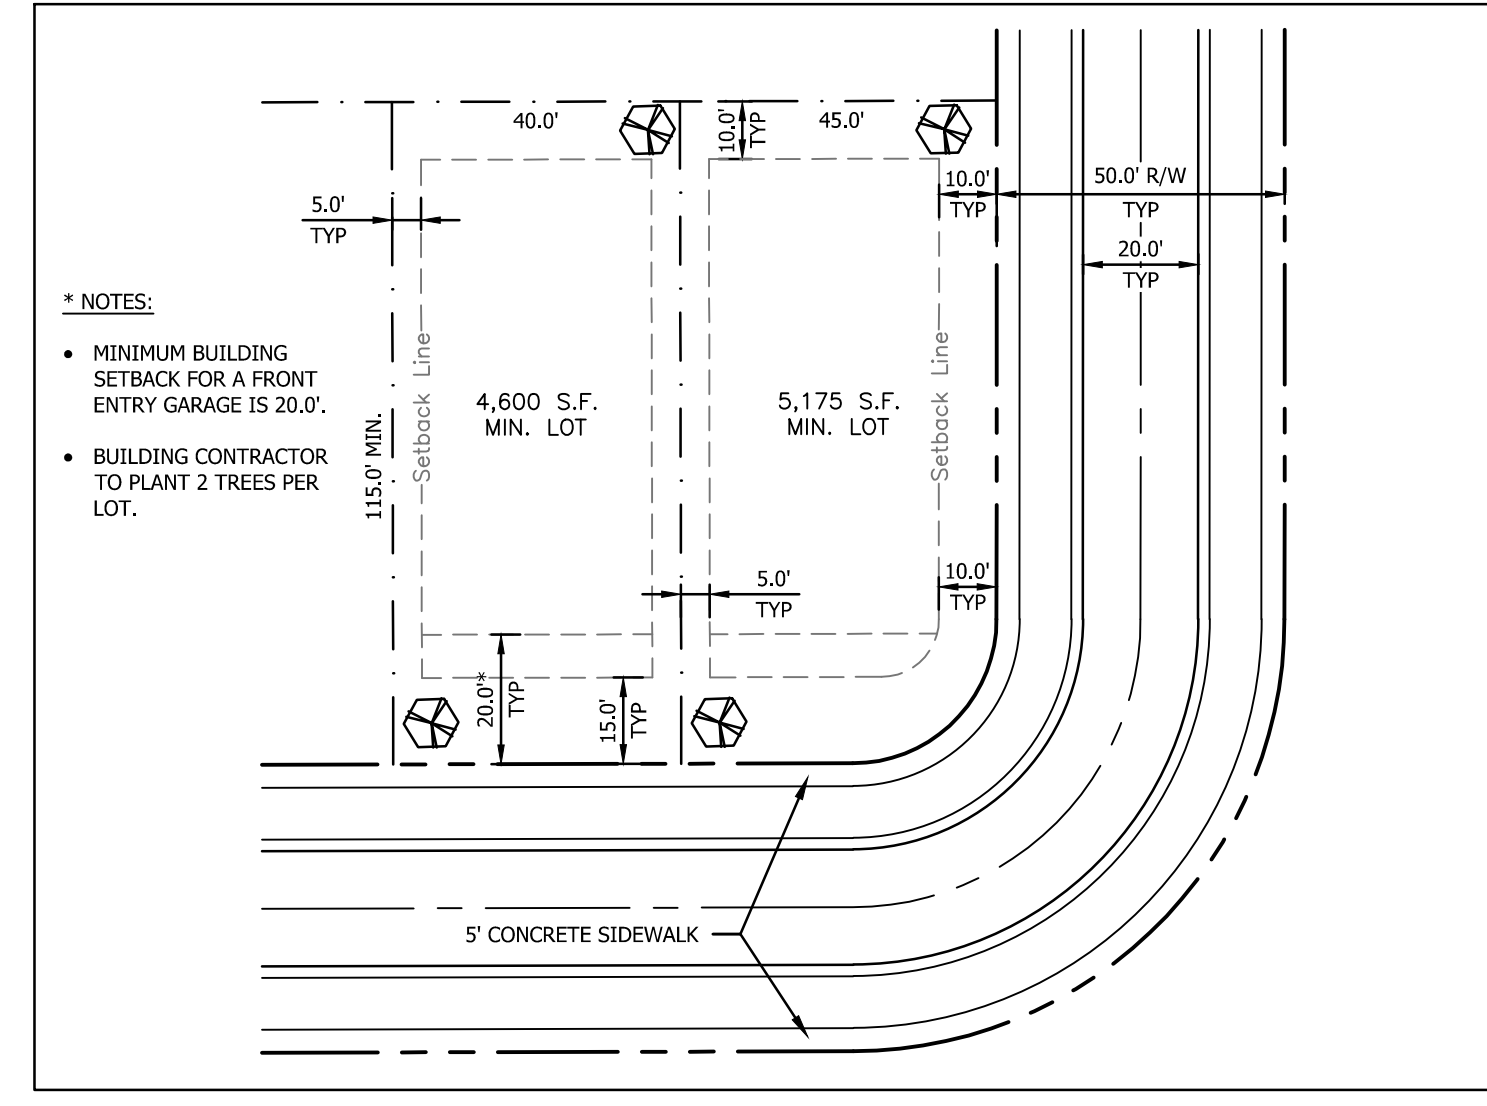 40.0'
10.0'
TYP
45.0'
10.0'
TYP
50.0' R/W
TYP
5.0'
TYP
20.0'
TYP
* NOTES:
• MINIMUM BUILDING
SETBACK FOR A FRONT
ENTRY GARAGE IS 20.0'.
• BUILDING CONTRACTOR
TO PLANT 2 TREES PER
LOT.
115.0' MIN.
Setback Line
4,600 S.F.
MIN. LOT
5,175 S.F.
MIN. LOT
Setback Line
5.0'
TYP
10.0'
TYP
20.0'*
TYP
15.0'
TYP
5' CONCRETE SIDEWALK